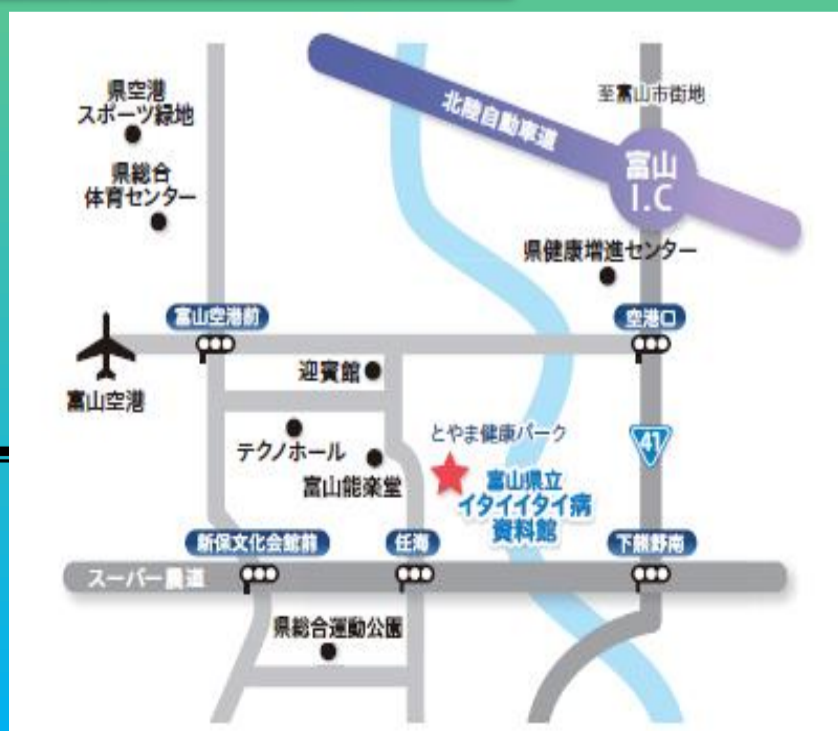 県空港
スポーツ緑地
県総合
体育センター
北陸自動車道
至富山市街地
富山
I.C
県健康増進センター
富山空港前
空港口
富山空港
迎賓館
テクノホール
富山能楽堂
とやま健康パーク
富山県立
イタイイタイ病
資料館
41
新保文化会館前
任海
下熊野南
スーパー農道
県総合運動公園